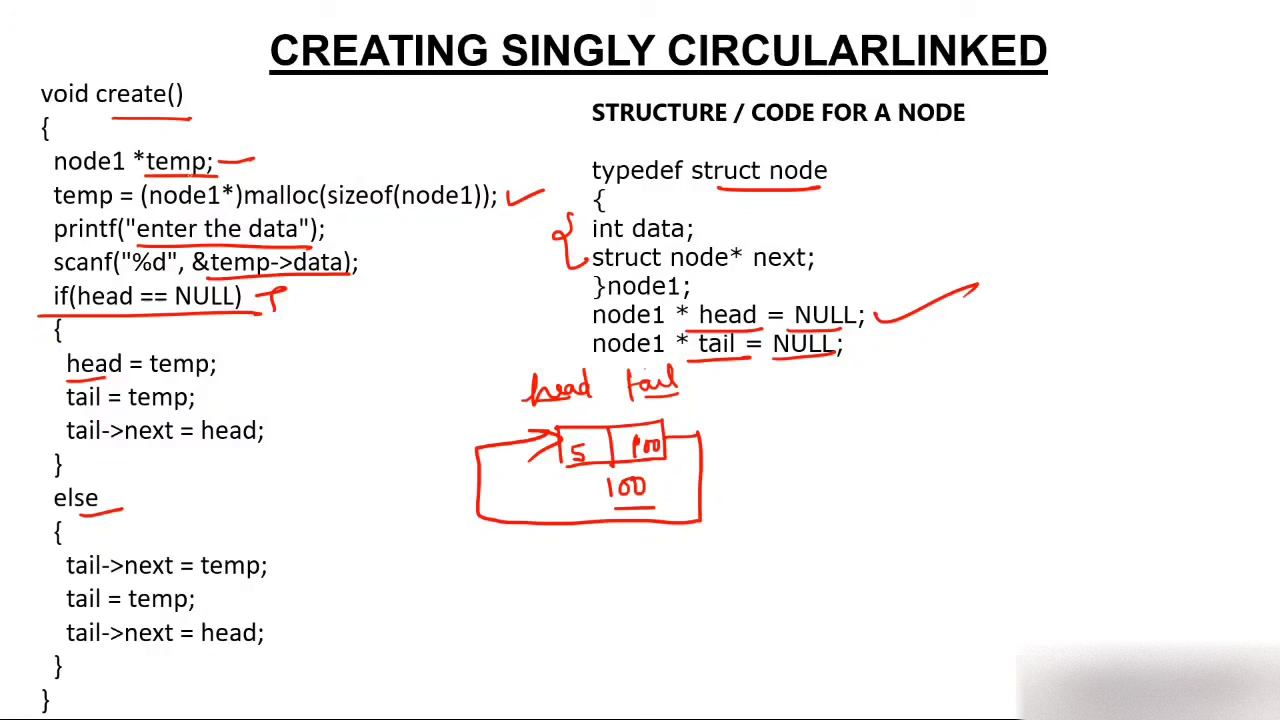 CREATING SINGLY CIRCULARLINKED
void create()
{
node1 *temp;
temp = (node1*)malloc(sizeof(node1));
printf("enter the data");
scanf("%d", &temp->data);
if(head == NULL) T
{
head = temp;
tail = temp;
tail->next = head;
}
else
{
tail->next = temp;
tail = temp;
tail->next = head;
}
}
STRUCTURE / CODE FOR A NODE
typedef struct node
{
int data;
struct node* next;
}node1;
node1 * head = NULL;
node1 * tail = NULL;
head tail
5 100
100